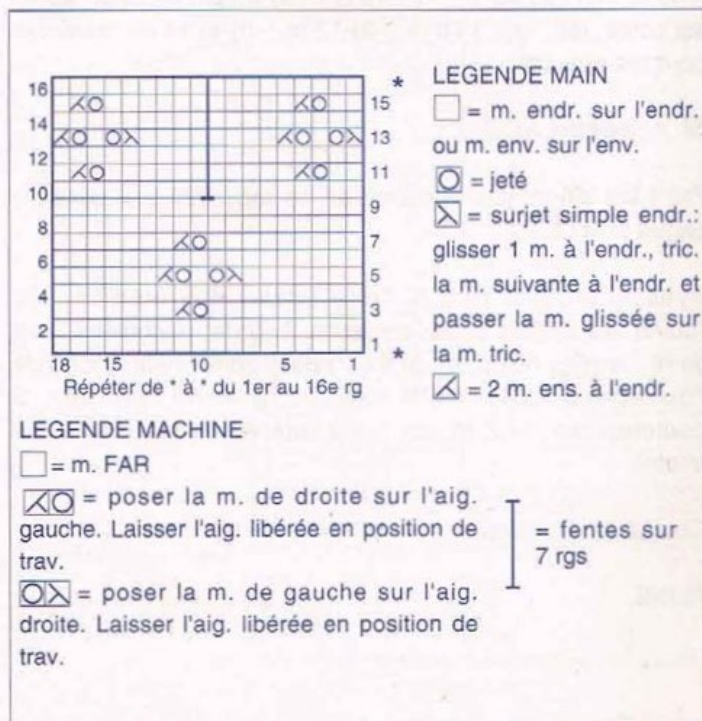 16 * LEGENDE MAIN
15 = m. endr. sur l'endr.
14 ou m. env. sur l'env.
13
12 = jeté
11 = surjet simple endr.:
10
9 glisser 1 m. à l'endr., tric.
8
7 la m. suivante à l'endr. et
6
5 passer la m. glissée sur
4
3 la m. tric.
2
1 *
18 15 10 5 1
= 2 m. ens. à l'endr.
Répéter de * à * du 1er au 16e rg
LEGENDE MACHINE
= m. FAR
= poser la m. de droite sur l'aig.
gauche. Laisser l'aig. libérée en position de
trav.
= fentes sur
7 rgs
= poser la m. de gauche sur l'aig.
droite. Laisser l'aig. libérée en position de
trav.